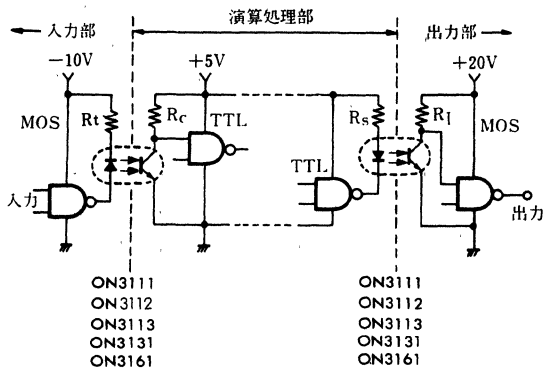 入力部
演算処理部
出力部
−10V
+5V
+20V
MOS
Rt
Rc
TTL
Rs
RI
MOS
入力
TTL
出力
ON3111
ON3112
ON3113
ON3131
ON3161
ON3111
ON3112
ON3113
ON3131
ON3161